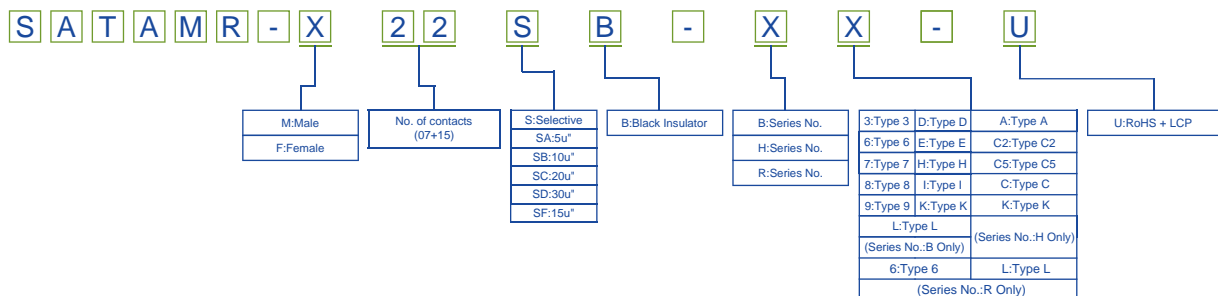 SATAMR-X 22 S B - X X - U
M:Male
F:Female
No. of contacts
(07+15)
S:Selective
SA:5u"
SB:10u"
SC:20u"
SD:30u"
SF:15u"
B:Black Insulator
B:Series No.
H:Series No.
R:Series No.
3:Type 3 D:Type D A:Type A
6:Type 6 E:Type E C2:Type C2
7:Type 7 H:Type H C5:Type C5
8:Type 8 I:Type I C:Type C
9:Type 9 K:Type K K:Type K
L:Type L
(Series No.:B Only)
(Series No.:H Only)
6:Type 6 L:Type L
(Series No.:R Only)
U:RoHS + LCP